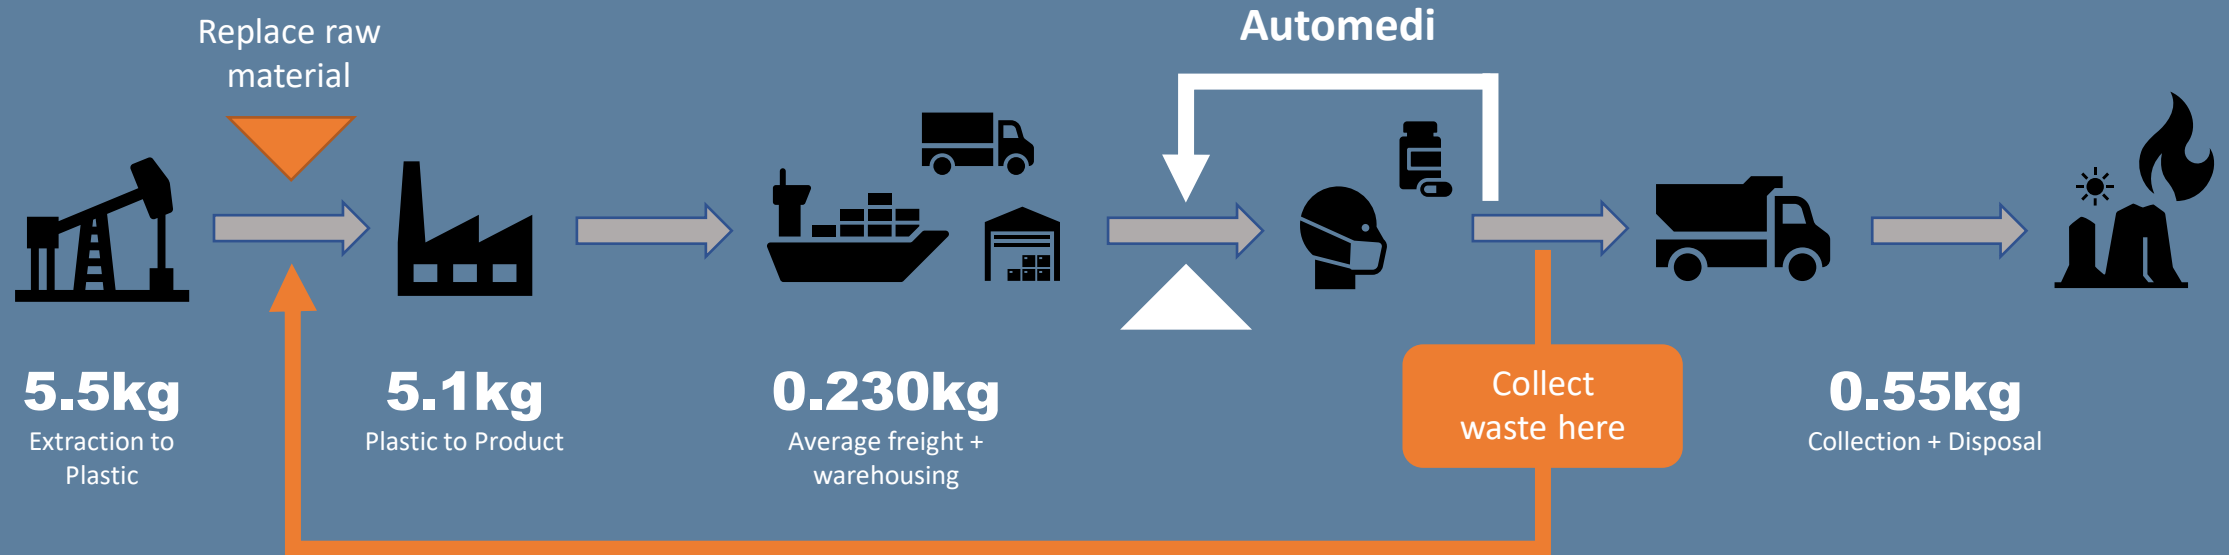 Replace raw
material
Automedi
5.5kg
Extraction to
Plastic
5.1kg
Plastic to Product
0.230kg
Average freight +
warehousing
Collect
waste here
0.55kg
Collection + Disposal